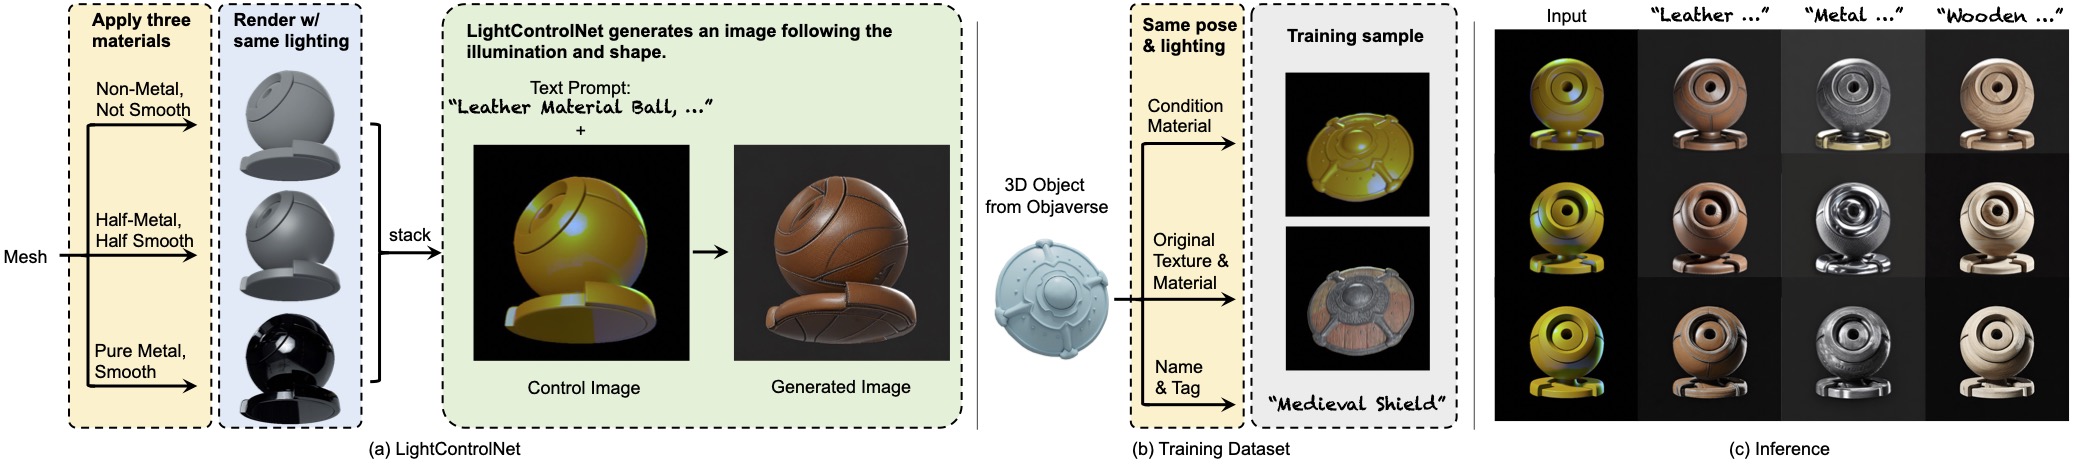 Apply three
materials
Render w/
same lighting
Non-Metal,
Not Smooth
Half-Metal,
Half Smooth
Mesh
Pure Metal,
Smooth
stack
LightControlNet generates an image following the
illumination and shape.
Text Prompt:
“Leather Material Ball, ...”
+
Control Image
Generated Image
(a) LightControlNet
3D Object
from Objaverse
Same pose
& lighting
Condition
Material
Original
Texture &
Material
Name
& Tag
Training sample
“Medieval Shield”
(b) Training Dataset
Input
“Leather ...”
“Metal ...”
“Wooden ...”
(c) Inference